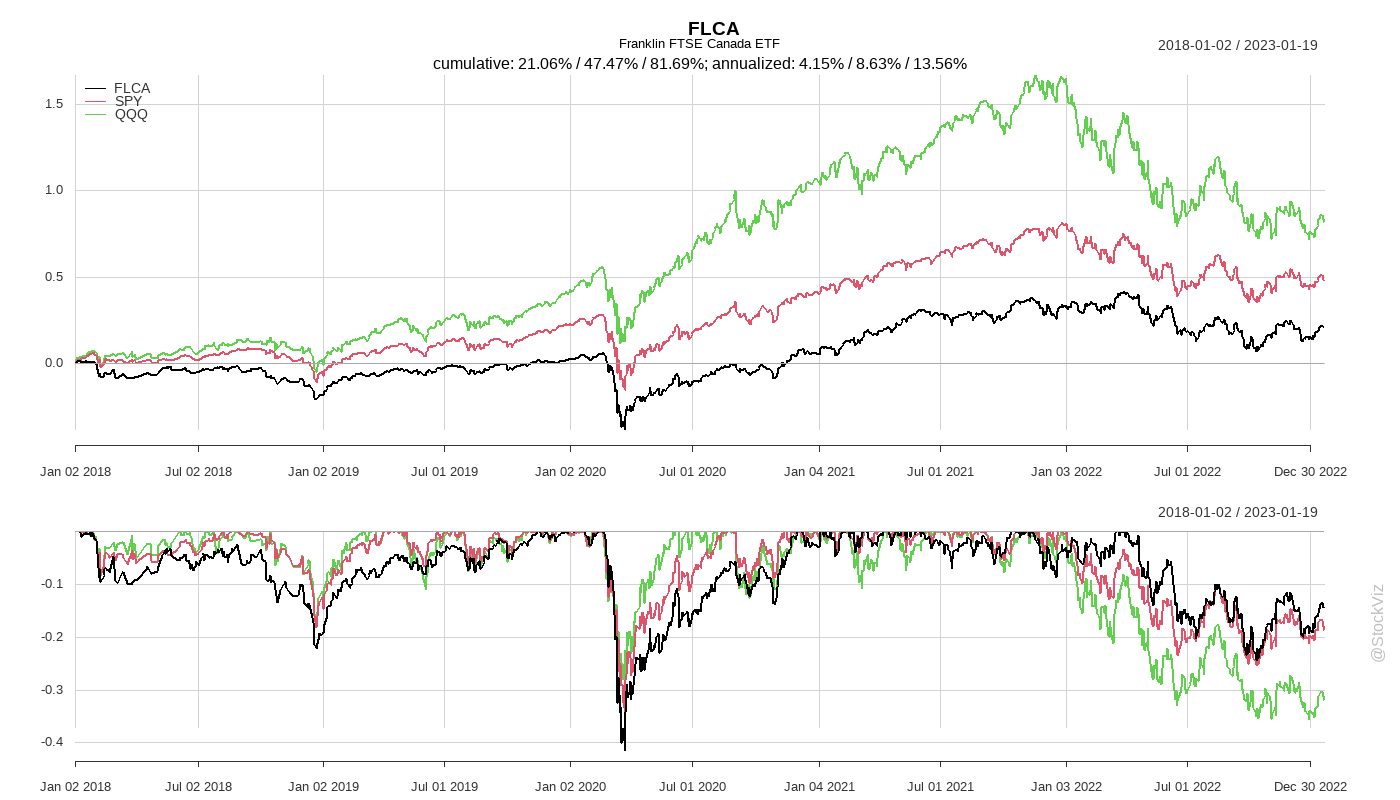 FLCA
Franklin FTSE Canada ETF
2018-01-02 / 2023-01-19
cumulative: 21.06% / 47.47% / 81.69%; annualized: 4.15% / 8.63% / 13.56%
FLCA
SPY
QQQ
1.5
1.0
0.5
0.0
Jan 02 2018 Jul 02 2018 Jan 02 2019 Jul 01 2019 Jan 02 2020 Jul 01 2020 Jan 04 2021 Jul 01 2021 Jan 03 2022 Jul 01 2022 Dec 30 2022
2018-01-02 / 2023-01-19
-0.1
-0.2
-0.3
-0.4
Jan 02 2018 Jul 02 2018 Jan 02 2019 Jul 01 2019 Jan 02 2020 Jul 01 2020 Jan 04 2021 Jul 01 2021 Jan 03 2022 Jul 01 2022 Dec 30 2022
@StockViz